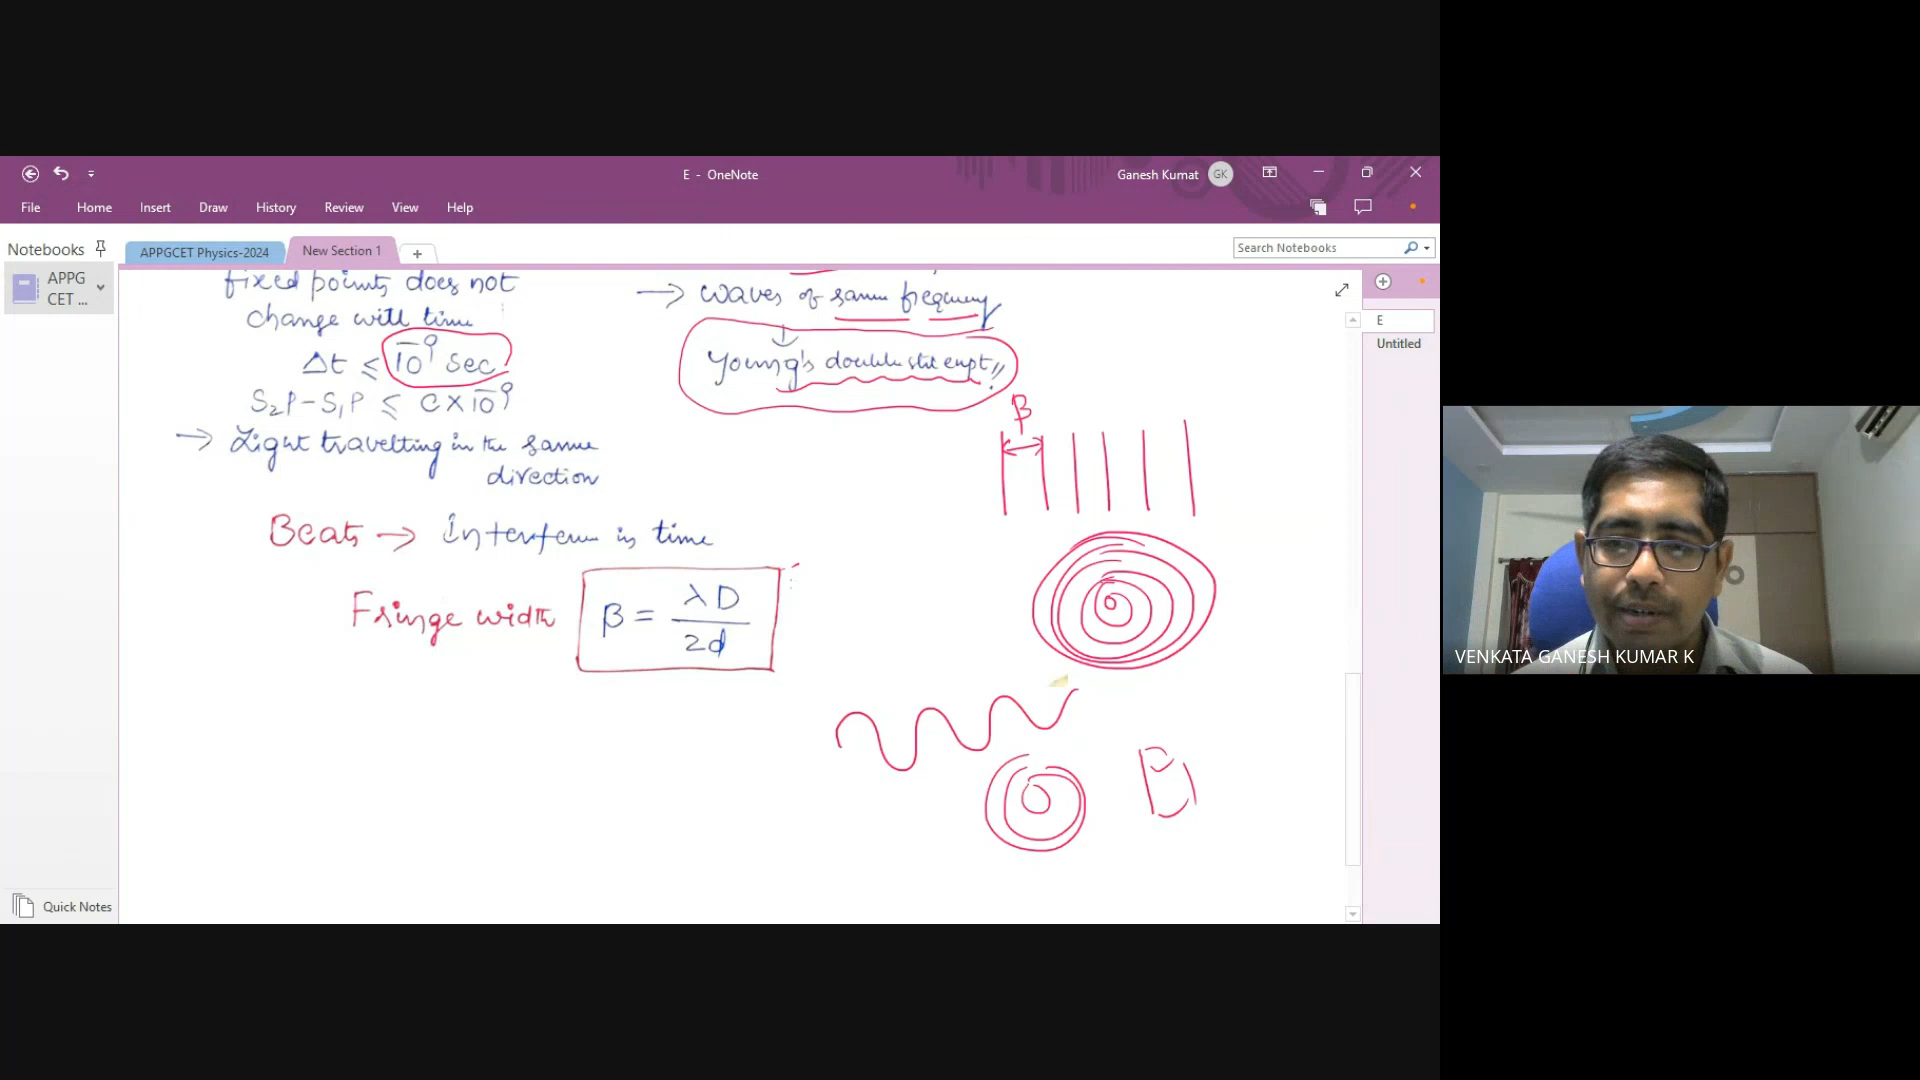 E - OneNote
Ganesh Kumat GK
File Home Insert Draw History Review View Help
Notebooks
APPGCET Physics-2024
New Section 1
+
Search Notebooks
APPG
CET ...
E
Untitled
fixed points does not
change with time
Δt ≤ 10⁻⁹ Sec
S₂P-S₁P ≤ C×10⁻⁹
→ Light travelling in the same
direction
→ waves of same frequency
Young's double slit expt
β
Beats → Interference in time
Fringe width β = λD / 2d
Quick Notes
VENKATA GANESH KUMAR K